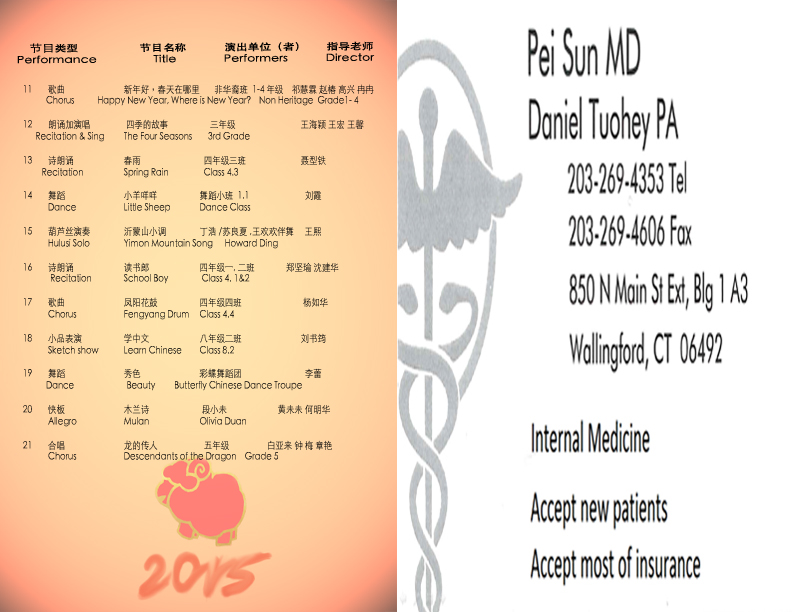 节目类型 节目名称 演出单位（者） 指导老师
Performance Title Performers Director
11 歌曲 新年好·春天在哪里 非华裔班 1-4 年级 祁慧霖 赵椿 高兴 冉冉
Chorus Happy New Year, Where is New Year? Non Heritage Grade1- 4
12 朗诵加演唱 四季的故事 三年级 王海颖 王宏 王馨
Recitation & Sing The Four Seasons 3rd Grade
13 诗朗诵 春雨 四年级三班 聂型铁
Recitation Spring Rain Class 4.3
14 舞蹈 小羊咩咩 舞蹈小班 1.1 刘霞
Dance Little Sheep Dance Class
15 葫芦丝演奏 沂蒙山小调 丁浩 /苏良夏 ,王欢欢伴舞 王熙
Hulusi Solo Yimon Mountain Song Howard Ding
16 诗朗诵 读书郎 四年级一, 二班 郑坚瑜 沈建华
Recitation School Boy Class 4, 1&2
17 歌曲 凤阳花鼓 四年级四班 杨如华
Chorus Fengyang Drum Class 4.4
18 小品表演 学中文 八年级二班 刘书筠
Sketch show Learn Chinese Class 8.2
19 舞蹈 秀色 彩蝶舞蹈团 李蕾
Dance Beauty Butterfly Chinese Dance Troupe
20 快板 木兰诗 段小未 黄未未 何明华
Allegro Mulan Olivia Duan
21 合唱 龙的传人 五年级 白亚来 钟 梅 章艳
Chorus Descendants of the Dragon Grade 5
2015
Pei Sun MD
Daniel Tuohey PA
203-269-4353 Tel
203-269-4606 Fax
850 N Main St Ext, Blg 1 A3
Wallingford, CT 06492
Internal Medicine
Accept new patients
Accept most of insurance